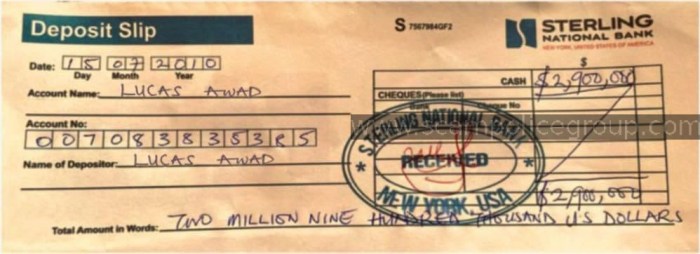 Deposit Slip
S 7567984GF2
STERLING
NATIONAL BANK
NEW YORK, UNITED STATES OF AMERICA
Date: 15 07 2010
Day Month Year
$
CASH $2,900,000
CHEQUES (Please list)
Account Name: LUCAS AWAD
Account No:
007083835385
Name of Depositor: LUCAS AWAD
STERLING NATIONAL BANK
RECEIVED
NEW YORK, USA
$2,900,000
Total Amount in Words: TWO MILLION NINE HUNDRED THOUSAND US DOLLARS